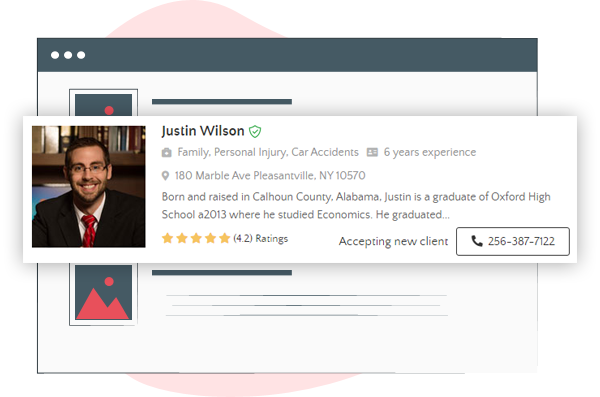 Justin Wilson
Family, Personal Injury, Car Accidents 6 years experience
180 Marble Ave Pleasantville, NY 10570
Born and raised in Calhoun County, Alabama, Justin is a graduate of Oxford High
School a2013 where he studied Economics. He graduated...
(4.2) Ratings Accepting new client 256-387-7122